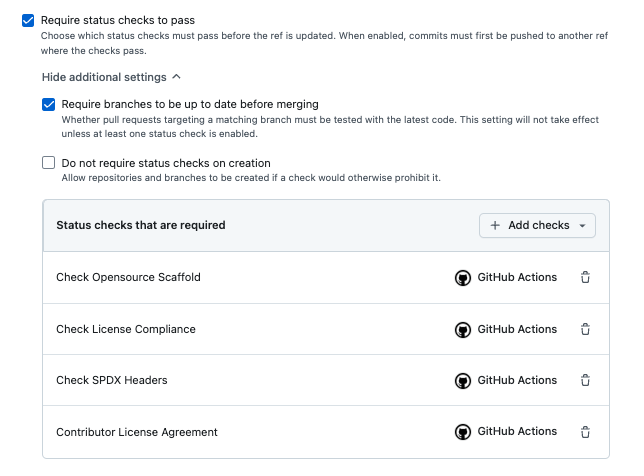 Require status checks to pass
Choose which status checks must pass before the ref is updated. When enabled, commits must first be pushed to another ref
where the checks pass.
Hide additional settings
Require branches to be up to date before merging
Whether pull requests targeting a matching branch must be tested with the latest code. This setting will not take effect
unless at least one status check is enabled.
Do not require status checks on creation
Allow repositories and branches to be created if a check would otherwise prohibit it.
Status checks that are required
Add checks
Check Opensource Scaffold
GitHub Actions
Check License Compliance
GitHub Actions
Check SPDX Headers
GitHub Actions
Contributor License Agreement
GitHub Actions